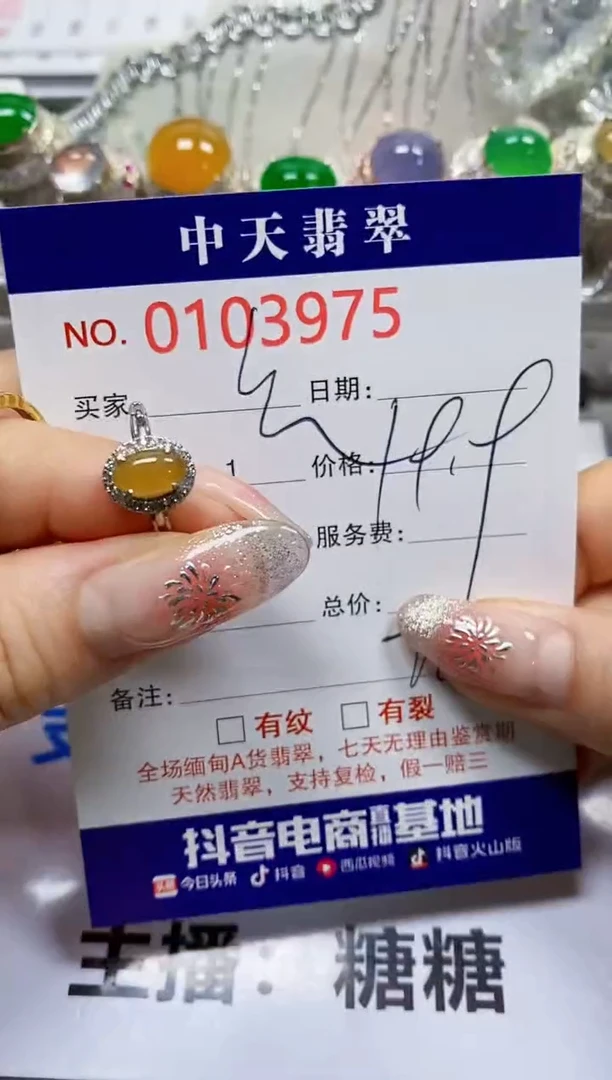 中天翡翠
NO. 0103975
买家 日期:
1 价格:
服务费:
总价:
备注:
有纹 有裂
全场缅甸A货翡翠，七天无理由鉴赏期
天然翡翠，支持复检，假一赔三
抖音电商直播基地
头条 今日头条 抖音 西瓜视频 抖音火山版
主播：糖糖